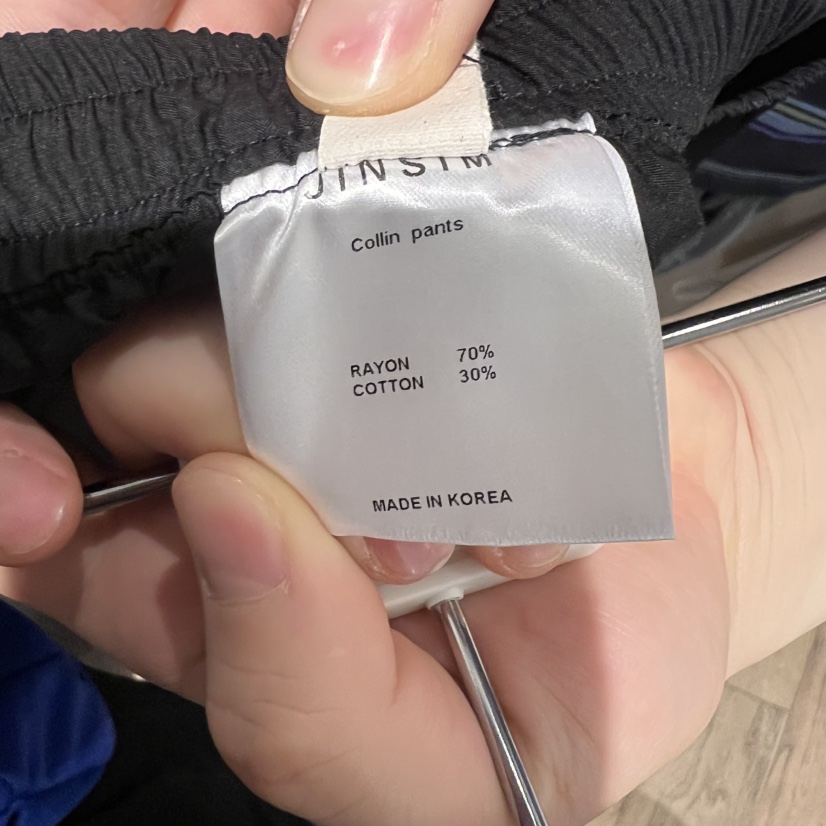 JINSIM
Collin pants
RAYON 70%
COTTON 30%
MADE IN KOREA